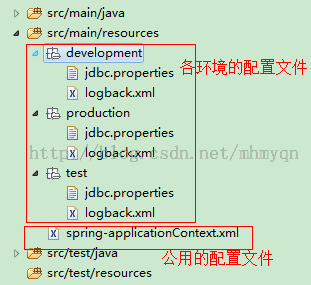 src/main/java
src/main/resources
development
各环境的配置文件
jdbc.properties
logback.xml
production
jdbc.properties
logback.xml
http://blog.csdn.net/mhmyqn
test
jdbc.properties
logback.xml
spring-applicationContext.xml
src/test/java
公用的配置文件
src/test/resources